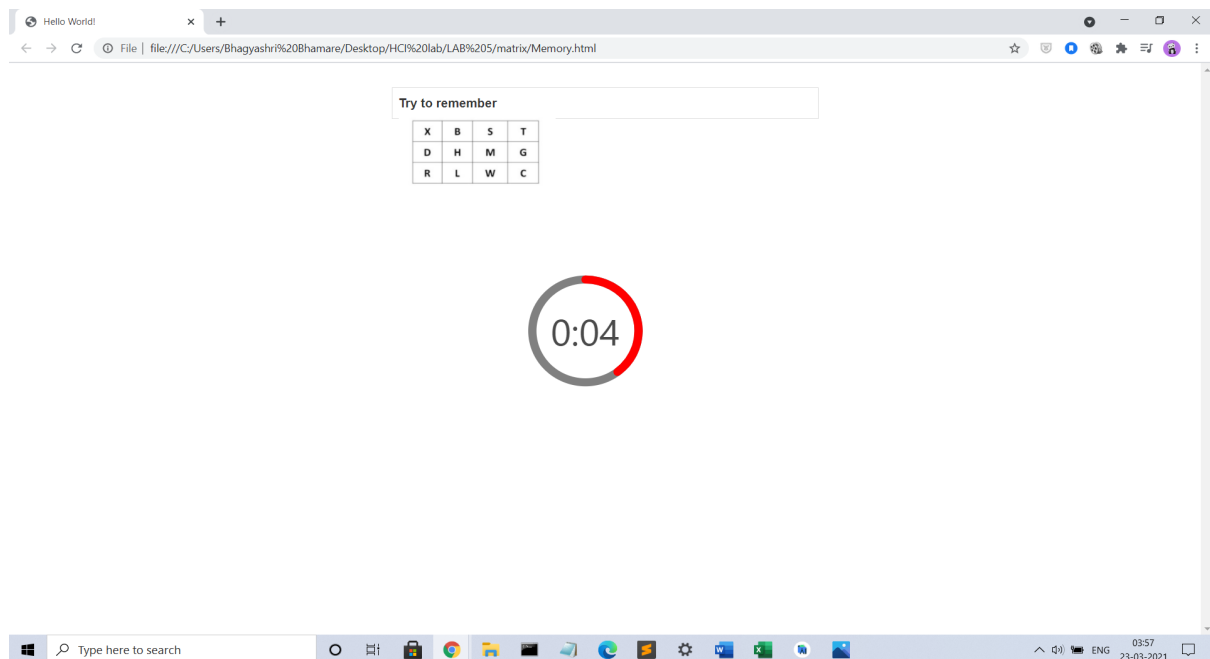 Hello World!
File | file:///C:/Users/Bhagyashri%20Bhamare/Desktop/HCI%20lab/LAB%205/matrix/Memory.html
Try to remember
X B S T
D H M G
R L W C
0:04
Type here to search
ENG
03:57
23-03-2021